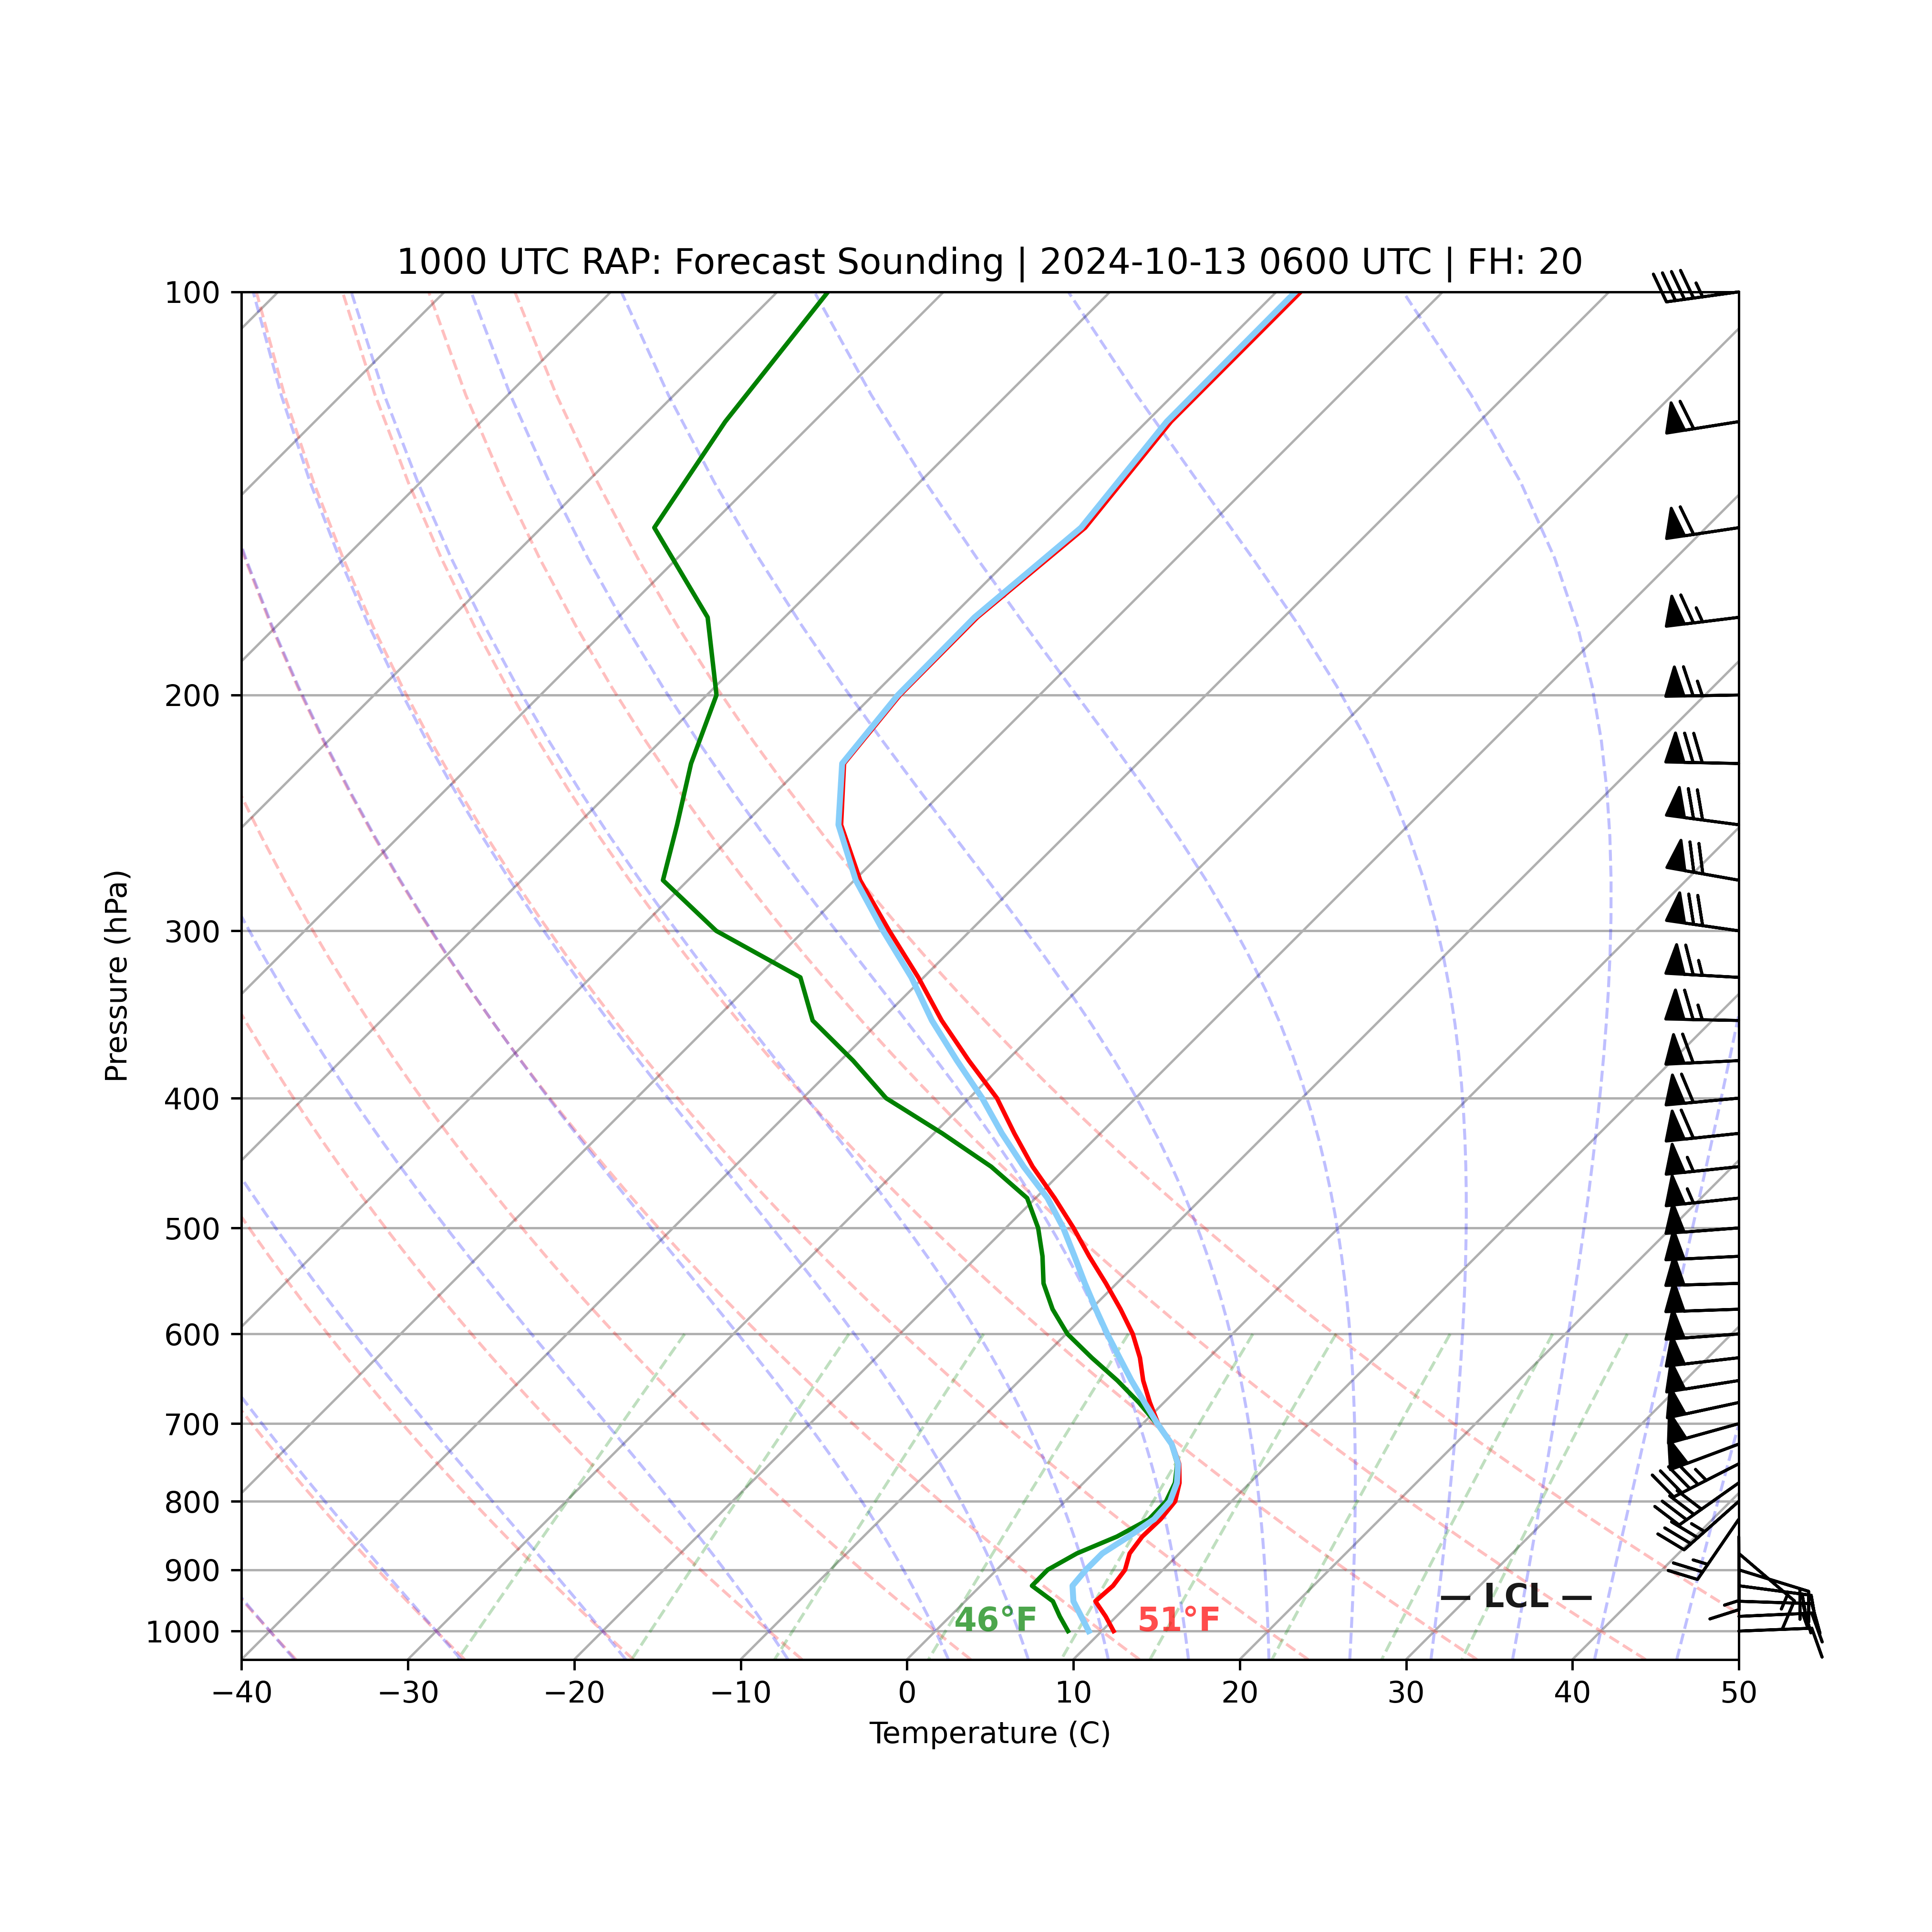 1000 UTC RAP: Forecast Sounding | 2024-10-13 0600 UTC | FH: 20
100
200
300
400
500
600
700
800
900
1000
Pressure (hPa)
46°F
51°F
— LCL —
−40 −30 −20 −10 0 10 20 30 40 50
Temperature (C)